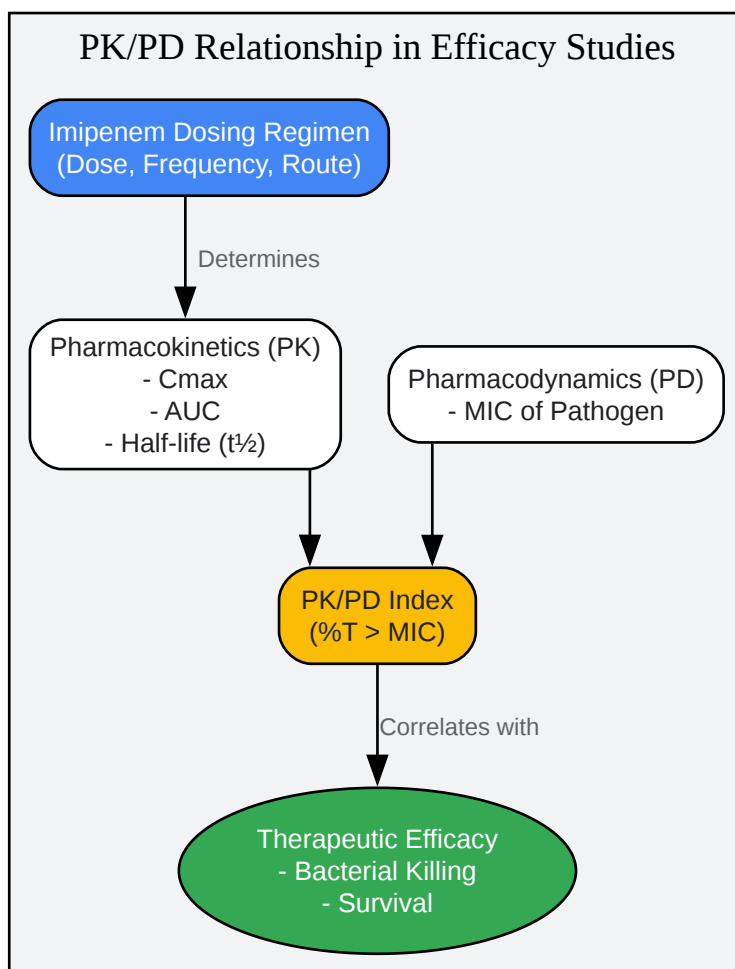 PK/PD Relationship in Efficacy Studies
Imipenem Dosing Regimen
(Dose, Frequency, Route)
Determines
Pharmacokinetics (PK)
- Cmax
- AUC
- Half-life (t½)
Pharmacodynamics (PD)
- MIC of Pathogen
PK/PD Index
(%T > MIC)
Correlates with
Therapeutic Efficacy
- Bacterial Killing
- Survival